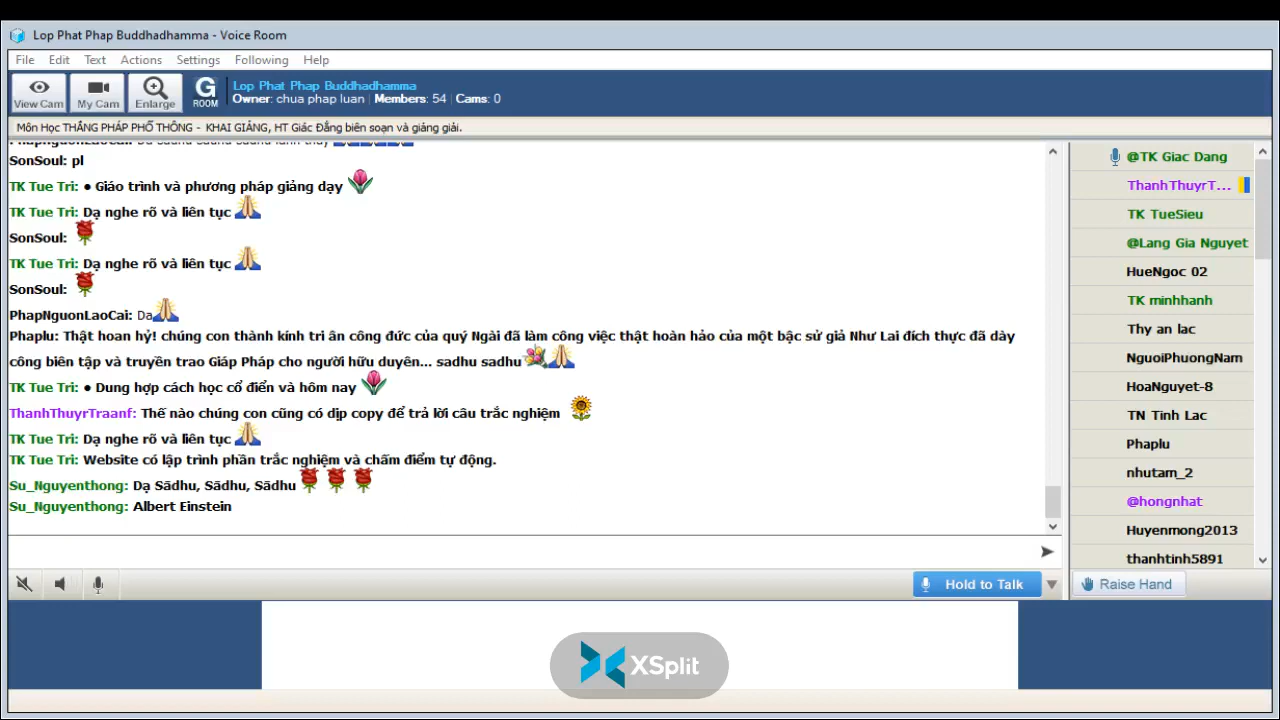 Lop Phat Phap Buddhadhamma - Voice Room
File Edit Text Actions Settings Following Help
View Cam My Cam Enlarge G ROOM
Lop Phat Phap Buddhadhamma
Owner: chua phap luan | Members: 54 | Cams: 0
Môn Học THẮNG PHÁP PHỔ THÔNG - KHAI GIẢNG, HT Giác Đẳng biên soạn và giảng giải.
SonSoul: pl
TK Tue Tri: • Giáo trình và phương pháp giảng dạy
TK Tue Tri: Dạ nghe rõ và liên tục
SonSoul:
TK Tue Tri: Dạ nghe rõ và liên tục
SonSoul:
PhapNguonLaoCai: Da
Phaplu: Thật hoan hỷ! chúng con thành kính tri ân công đức của quý Ngài đã làm công việc thật hoàn hảo của một bậc sứ giả Như Lai đích thực đã dày
công biên tập và truyền trao Giáp Pháp cho người hữu duyên... sadhu sadhu
TK Tue Tri: • Dung hợp cách học cổ điển và hôm nay
ThanhThuyrTraanf: Thế nào chúng con cũng có dịp copy để trả lời câu trắc nghiệm
TK Tue Tri: Dạ nghe rõ và liên tục
TK Tue Tri: Website có lập trình phần trắc nghiệm và chấm điểm tự động.
Su_Nguyenthong: Dạ Sādhu, Sādhu, Sādhu
Su_Nguyenthong: Albert Einstein
@TK Giac Dang
ThanhThuyrT...
TK TueSieu
@Lang Gia Nguyet
HueNgoc 02
TK minhhanh
Thy an lac
NguoiPhuongNam
HoaNguyet-8
TN Tinh Lac
Phaplu
nhutam_2
@hongnhat
Huyenmong2013
thanhtinh5891
Hold to Talk
Raise Hand
XSplit